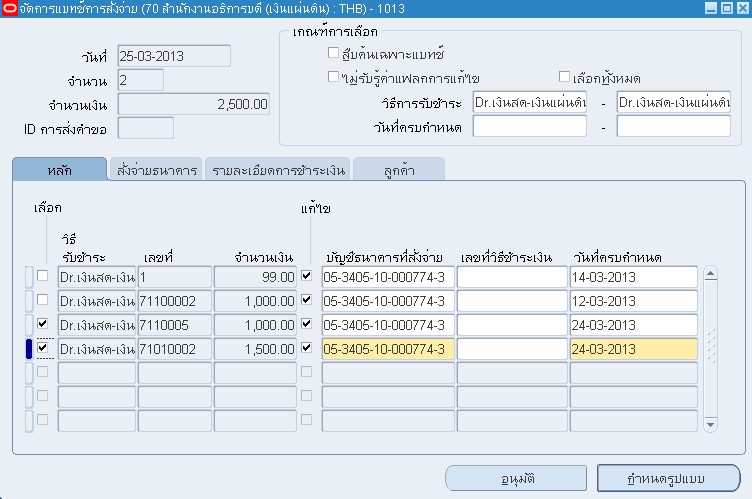 จัดการแบทช์การสั่งจ่าย (70 สำนักงานอธิการบดี (เงินแผ่นดิน) : THB) - 1013
วันที่ 25-03-2013
จำนวน 2
จำนวนเงิน 2,500.00
ID การส่งคำขอ
เกณฑ์การเลือก
สืบค้นเฉพาะแบทช์
ไม่รับรู้ค่าแฟลกการแก้ไข เลือกทั้งหมด
วิธีการรับชำระ Dr.เงินสด-เงินแผ่นดิน - Dr.เงินสด-เงินแผ่นดิน
วันที่ครบกำหนด -
หลัก สั่งจ่ายธนาคาร รายละเอียดการชำระเงิน ลูกค้า
เลือก แก้ไข
วิธี
รับชำระ เลขที่ จำนวนเงิน บัญชีธนาคารที่สั่งจ่าย เลขที่วิธีชำระเงิน วันที่ครบกำหนด
Dr.เงินสด-เงิน 1 99.00 05-3405-10-000774-3 14-03-2013
Dr.เงินสด-เงิน 71100002 1,000.00 05-3405-10-000774-3 12-03-2013
Dr.เงินสด-เงิน 7110005 1,000.00 05-3405-10-000774-3 24-03-2013
Dr.เงินสด-เงิน 71010002 1,500.00 05-3405-10-000774-3 24-03-2013
อนุมัติ กำหนดรูปแบบ